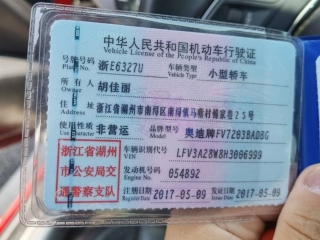 中华人民共和国机动车行驶证
Vehicle License of the People's Republic of China
号牌号码 浙E6327U 车辆类型 小型轿车
Plate No. Vehicle Type
所有人 胡佳丽
Owner
住址 浙江省湖州市南浔区南浔镇马
村 家卷25号
Address
使用性质 非营运 品牌型号 奥迪牌FV7203BADBG
Use Character Model
浙江省湖州 车辆识别代号 LFV3A28W8H3006999
VIN
市公安局交 发动机号码 054892
Engine No.
通警察支队 注册日期 2017-05-09 发证日期 2017-05-09
Register Date Issue Date